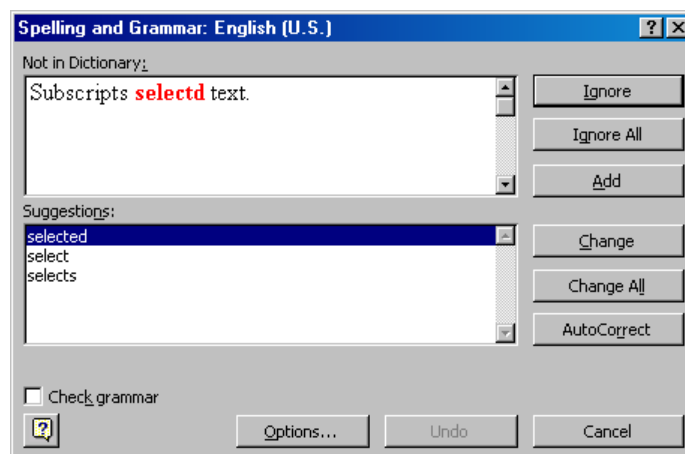 Spelling and Grammar: English (U.S.)
Not in Dictionary:
Subscripts selectd text.
Ignore
Ignore All
Add
Suggestions:
selected
select
selects
Change
Change All
AutoCorrect
Check grammar
Options...
Undo
Cancel